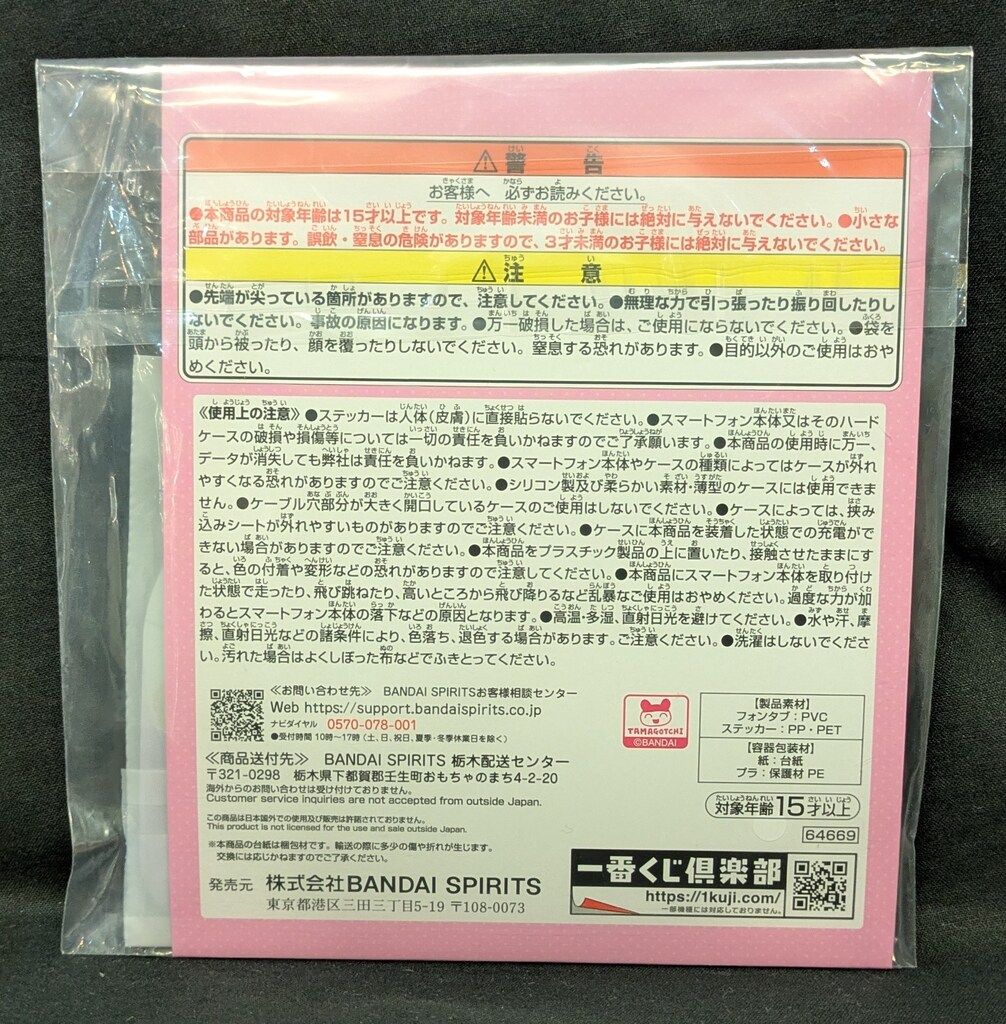 ⚠警告
お客様へ 必ずお読みください。
●本商品の対象年齢は15才以上です。対象年齢未満のお子様には絶対に与えないでください。●小さな
部品があります。誤飲・窒息の危険がありますので、3才未満のお子様には絶対に与えないでください。
⚠注意
●先端が尖っている箇所がありますので、注意してください。●無理な力で引っ張ったり振り回したりし
ないでください。事故の原因になります。●万一破損した場合は、ご使用にならないでください。●袋を
頭から被ったり、顔を覆ったりしないでください。窒息する恐れがあります。●目的以外のご使用はおや
めください。
《使用上の注意》●ステッカーは人体(皮膚)に直接貼らないでください。●スマートフォン本体又はそのハード
ケースの破損や損傷等については一切の責任を負いかねますのでご了承願います。●本商品の使用時に万一、
データが消失しても弊社は責任を負いかねます。●スマートフォン本体やケースの種類によってはケースが外れ
やすくなる恐れがありますのでご注意ください。●シリコン製及び柔らかい素材・薄型のケースには使用できま
せん。●ケーブル穴部分が大きく開口しているケースのご使用はしないでください。●ケースによっては、挟み
込みシートが外れやすいものがありますのでご注意ください。●ケースに本商品を装着した状態での充電がで
きない場合がありますのでご注意ください。●本商品をプラスチック製品の上に置いたり、接触させたままにす
ると、色の付着や変形などの恐れがありますので注意してください。●本商品にスマートフォン本体を取り付け
た状態で走ったり、飛び跳ねたり、高いところから飛び降りるなど乱暴なご使用はおやめください。過度な力が加
わるとスマートフォン本体の落下などの原因となります。●高温・多湿、直射日光を避けてください。●水や汗、摩
擦、直射日光などの諸条件により、色落ち、退色する場合があります。ご注意ください。●洗濯はしないでくださ
い。汚れた場合はよくしぼった布などでふきとってください。
≪お問い合わせ先≫ BANDAI SPIRITSお客様相談センター
Web https://support.bandaispirits.co.jp
ナビダイヤル 0570-078-001
●受付時間 10時〜17時(土、日、祝日、夏季・冬季休業日を除く)
≪商品送付先≫ BANDAI SPIRITS 栃木配送センター
〒321-0298 栃木県下都賀郡壬生町おもちゃのまち4-2-20
海外からのお問い合わせは受け付けておりません。
Customer service inquiries are not accepted from outside Japan.
この商品は日本国外での使用及び販売は許諾されておりません。
This product is not licensed for the use and sale outside Japan.
※本商品の台紙は梱包材です。輸送の際に多少の傷や折れが生じます。
交換には応じかねますのでご了承ください。
発売元 株式会社BANDAI SPIRITS
東京都港区三田三丁目5-19 〒108-0073
TAMAGOTCHI
©BANDAI
【製品素材】
フォンタブ:PVC
ステッカー:PP・PET
【容器包装材】
紙:台紙
プラ:保護材 PE
対象年齢15才以上
64669
一番くじ倶楽部
https://1kuji.com/
一部機種には対応しておりません。